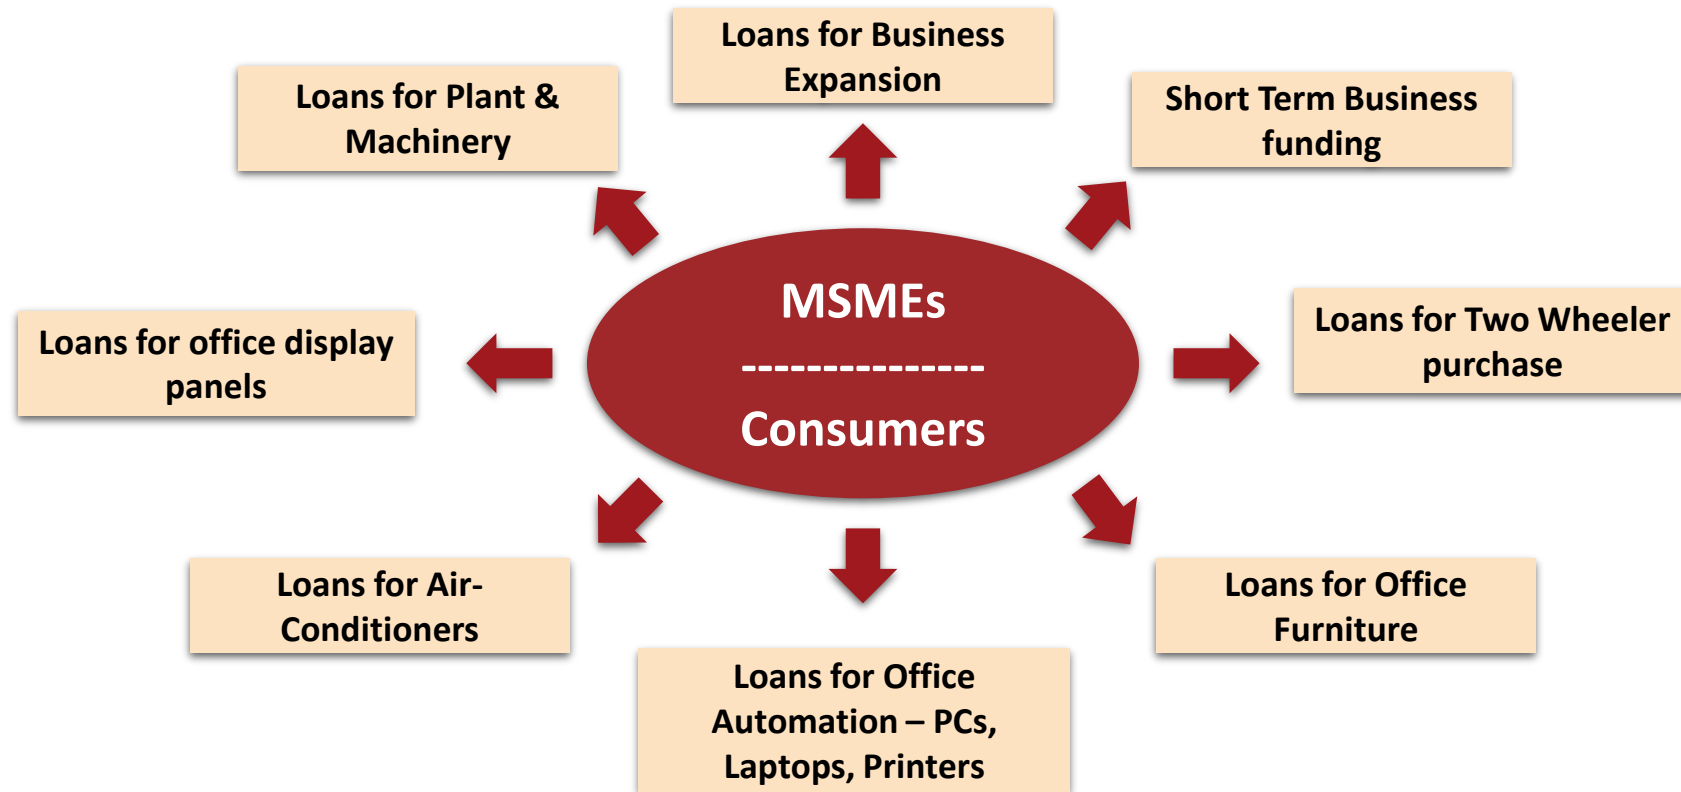 Loans for Business
Expansion
Loans for Plant &
Machinery
Short Term Business
funding
MSMEs
---------------
Consumers
Loans for office display
panels
Loans for Two Wheeler
purchase
Loans for Air-
Conditioners
Loans for Office
Furniture
Loans for Office
Automation – PCs,
Laptops, Printers